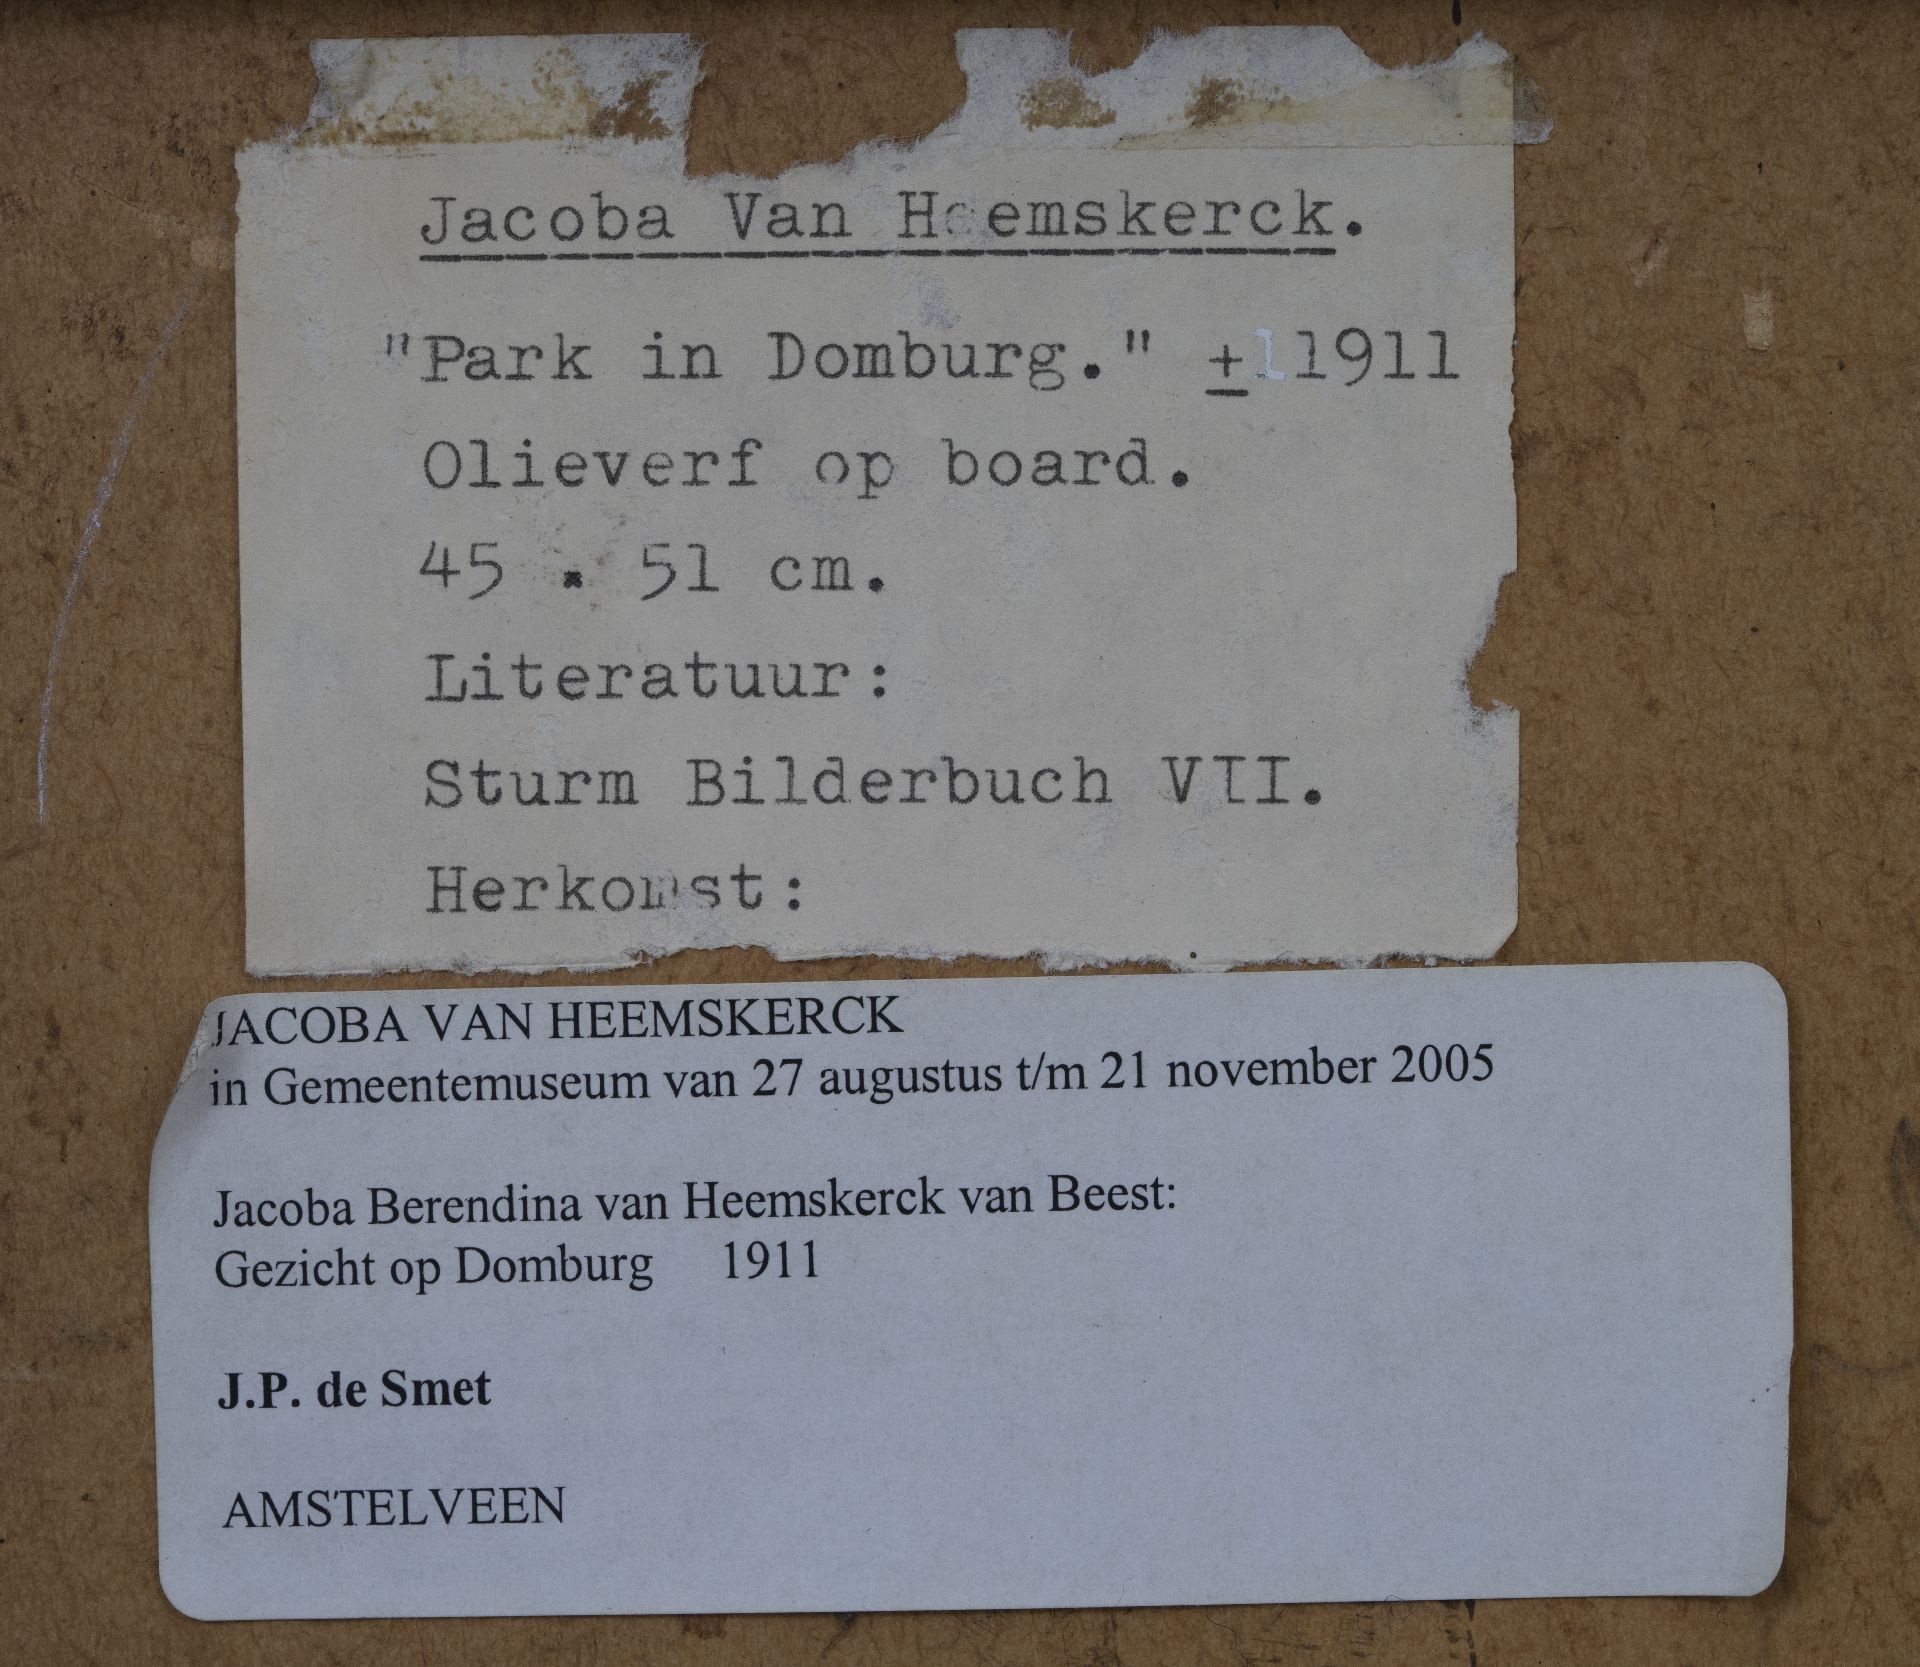 Jacoba Van Heemskerck.
"Park in Domburg." ± 1911
Olieverf op board.
45 x 51 cm.
Literatuur:
Sturm Bilderbuch VII.
Herkomst:
JACOBA VAN HEEMSKERCK
in Gemeentemuseum van 27 augustus t/m 21 november 2005
Jacoba Berendina van Heemskerck van Beest:
Gezicht op Domburg 1911
J.P. de Smet
AMSTELVEEN